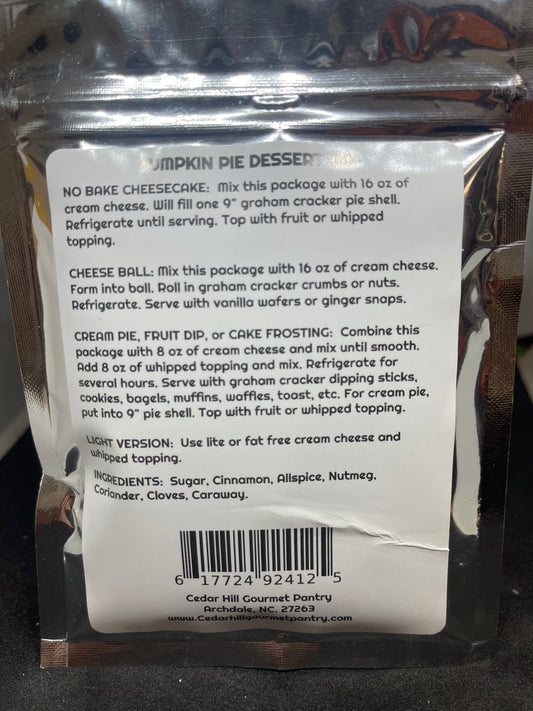 PUMPKIN PIE DESSERT
NO BAKE CHEESECAKE: Mix this package with 16 oz of
cream cheese. Will fill one 9" graham cracker pie shell.
Refrigerate until serving. Top with fruit or whipped
topping.
CHEESE BALL: Mix this package with 16 oz of cream cheese.
Form into ball. Roll in graham cracker crumbs or nuts.
Refrigerate. Serve with vanilla wafers or ginger snaps.
CREAM PIE, FRUIT DIP, or CAKE FROSTING: Combine this
package with 8 oz of cream cheese and mix until smooth.
Add 8 oz of whipped topping and mix. Refrigerate for
several hours. Serve with graham cracker dipping sticks,
cookies, bagels, muffins, waffles, toast, etc. For cream pie,
put into 9" pie shell. Top with fruit or whipped topping.
LIGHT VERSION: Use lite or fat free cream cheese and
whipped topping.
INGREDIENTS: Sugar, Cinnamon, Allspice, Nutmeg,
Coriander, Cloves, Caraway.
6 17724 92412 5
Cedar Hill Gourmet Pantry
Archdale, NC. 27263
www.Cedarhillgourmetpantry.com